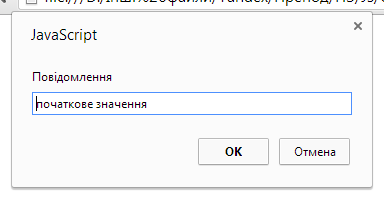 JavaScript
Повідомлення
початкове значення
OK
Отмена